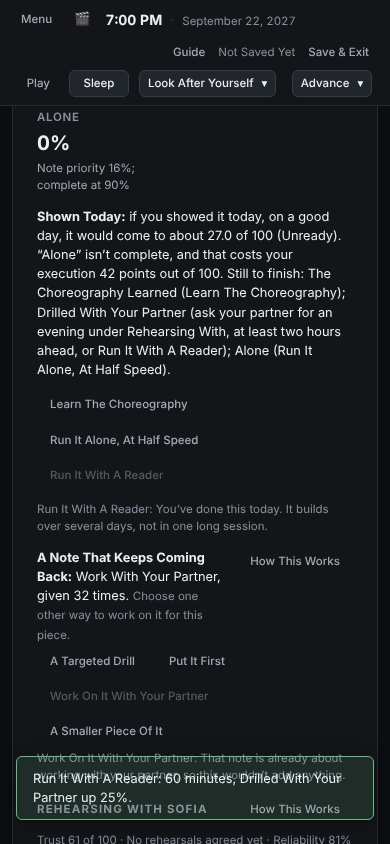 Menu 🎬 7:00 PM · September 22, 2027
Guide Not Saved Yet Save & Exit
Play Sleep Look After Yourself ▾ Advance ▾
ALONE
0%
Note priority 16%;
complete at 90%
Shown Today: if you showed it today, on a good
day, it would come to about 27.0 of 100 (Unready).
“Alone” isn’t complete, and that costs your
execution 42 points out of 100. Still to finish: The
Choreography Learned (Learn The Choreography);
Drilled With Your Partner (ask your partner for an
evening under Rehearsing With, at least two hours
ahead, or Run It With A Reader); Alone (Run It
Alone, At Half Speed).
Learn The Choreography
Run It Alone, At Half Speed
Run It With A Reader
Run It With A Reader: You’ve done this today. It builds
over several days, not in one long session.
A Note That Keeps Coming
Back: Work With Your Partner,
given 32 times. Choose one
other way to work on it for this
piece.
How This Works
A Targeted Drill Put It First
Work On It With Your Partner
A Smaller Piece Of It
Work On It With Your Partner: That note is already about
working with your partner, so this wouldn’t add anything.
Run It With A Reader: 60 minutes, Drilled With Your
Partner up 25%.
REHEARSING WITH SOFIA How This Works
Trust 61 of 100 · No rehearsals agreed yet · Reliability 81%